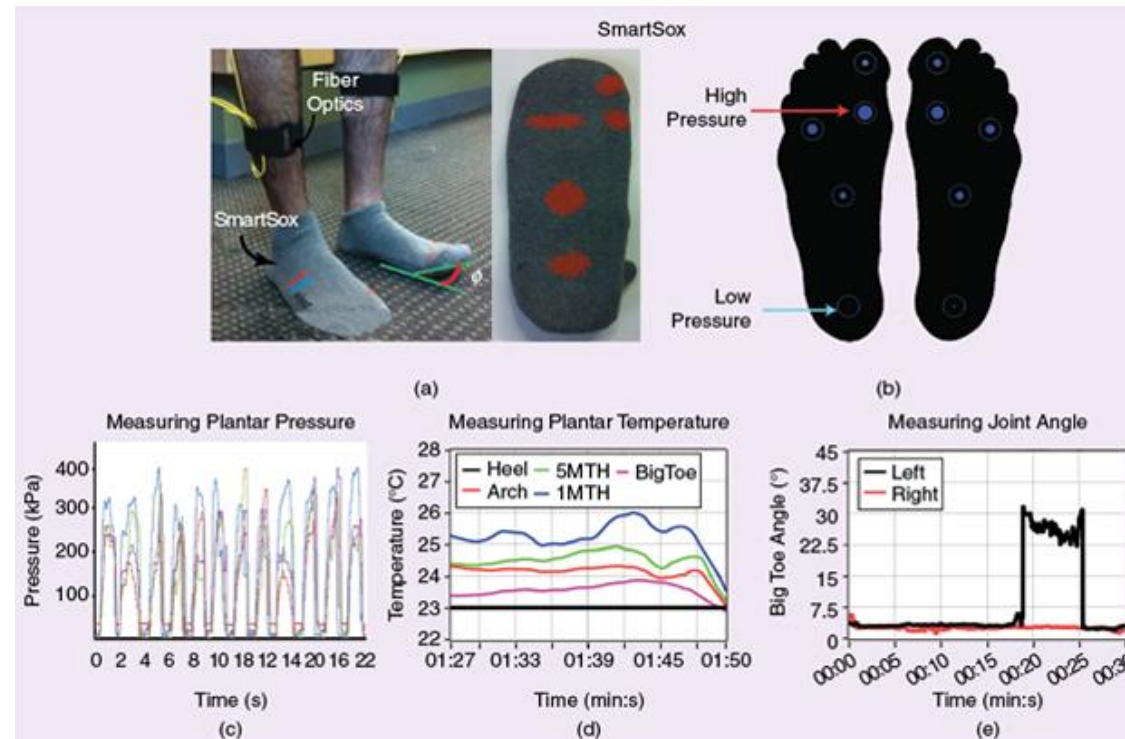 SmartSox
Fiber
Optics
SmartSox
ϕ
High
Pressure
Low
Pressure
(a)
(b)
Measuring Plantar Pressure
Pressure (kPa)
400
300
200
100
0 2 4 6 8 10 18 12 14 20 16 22
Time (s)
(c)
Measuring Plantar Temperature
Temperature (°C)
28
27
26
25
24
23
22
Heel 5MTH BigToe
Arch 1MTH
01:27 01:33 01:39 01:45 01:50
Time (min:s)
(d)
Measuring Joint Angle
Big Toe Angle (°)
45
37.5
30
22.5
15
7.5
0
Left
Right
00:00 00:05 00:10 00:15 00:20 00:25 00:30
Time (min:s)
(e)